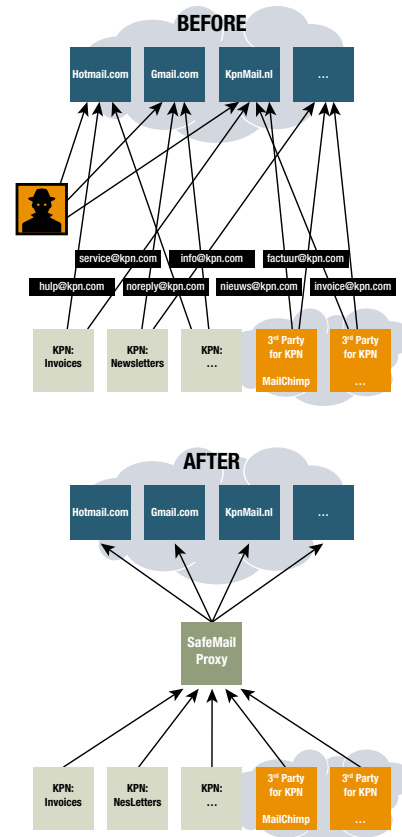 BEFORE
Hotmail.com
Gmail.com
KpnMail.nl
...
service@kpn.com
info@kpn.com
factuur@kpn.com
hulp@kpn.com
noreply@kpn.com
nieuws@kpn.com
invoice@kpn.com
KPN:
Invoices
KPN:
Newsletters
KPN:
...
3rd Party
for KPN
MailChimp
3rd Party
for KPN
...
AFTER
Hotmail.com
Gmail.com
KpnMail.nl
...
SafeMail
Proxy
KPN:
Invoices
KPN:
NesLetters
KPN:
...
3rd Party
for KPN
MailChimp
3rd Party
for KPN
...